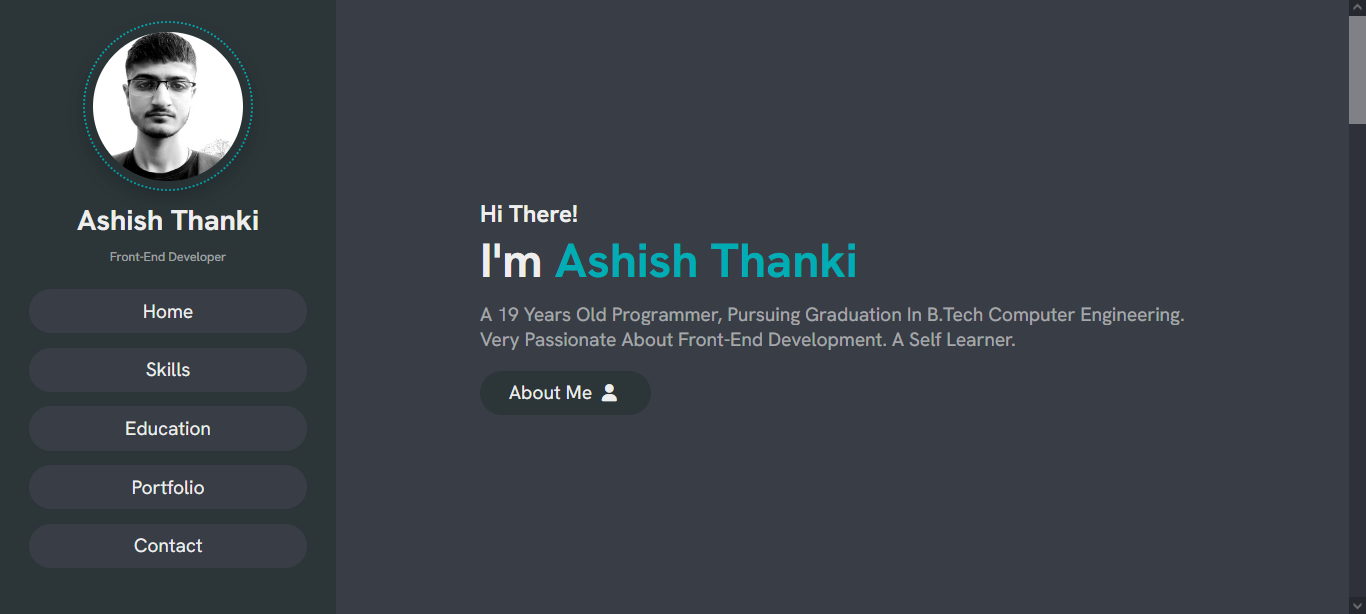 Ashish Thanki
Front-End Developer
Home
Skills
Education
Portfolio
Contact
Hi There!
I'm Ashish Thanki
A 19 Years Old Programmer, Pursuing Graduation In B.Tech Computer Engineering.
Very Passionate About Front-End Development. A Self Learner.
About Me